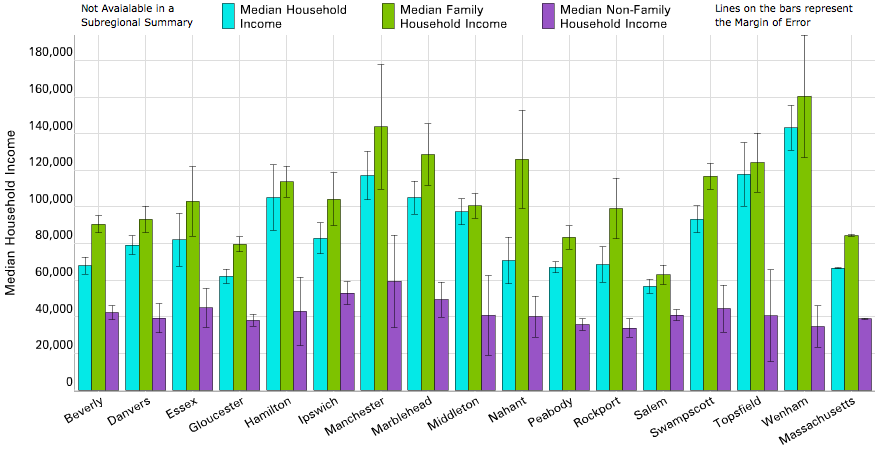 Not Available in a
Subregional Summary
Median Household
Income
Median Family
Household Income
Median Non-Family
Household Income
Lines on the bars represent
the Margin of Error
Median Household Income
180,000
160,000
140,000
120,000
100,000
80,000
60,000
40,000
20,000
0
Beverly
Danvers
Essex
Gloucester
Hamilton
Ipswich
Manchester
Marblehead
Middleton
Nahant
Peabody
Rockport
Salem
Swampscott
Topsfield
Wenham
Massachusetts